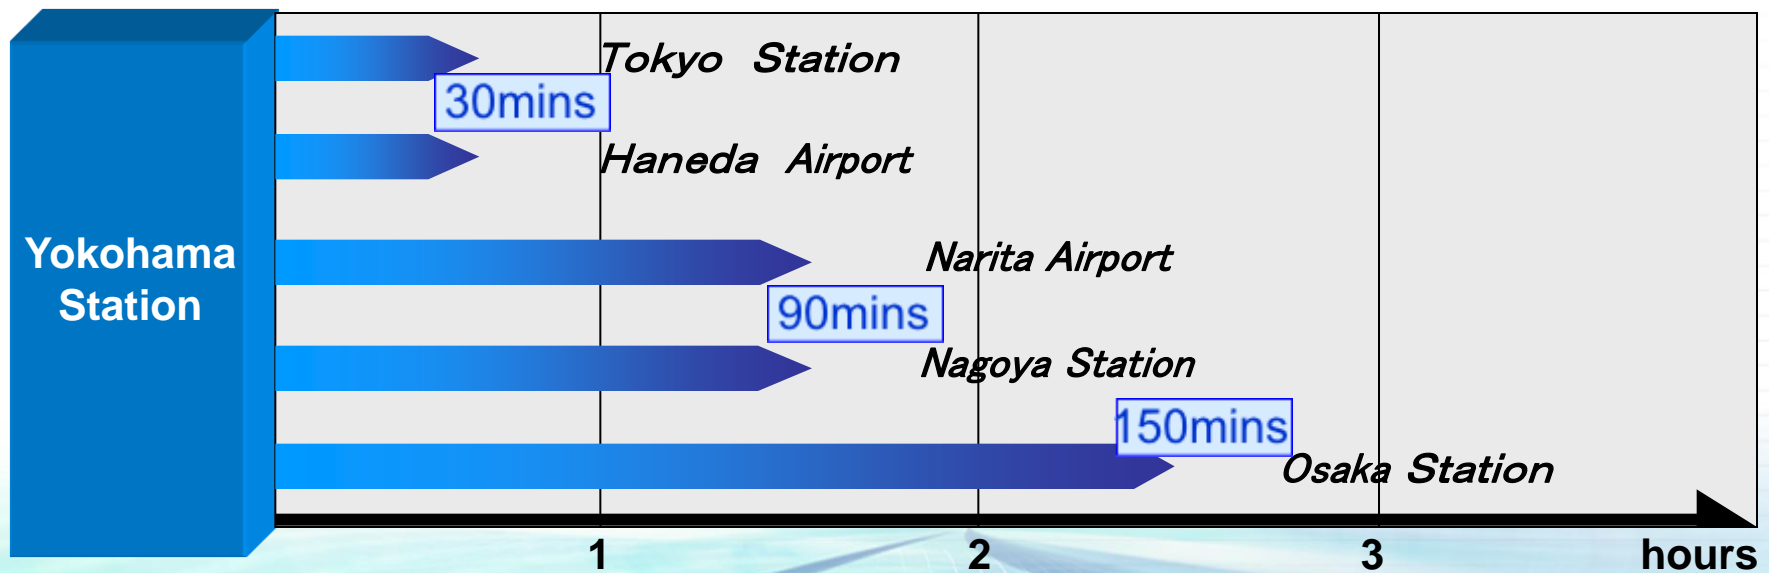 Tokyo Station
30mins
Haneda Airport
Yokohama
Station
Narita Airport
90mins
Nagoya Station
150mins
Osaka Station
1 2 3 hours